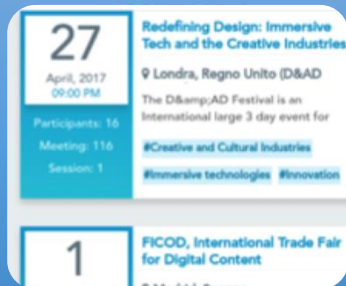 27
April, 2017
09:00 PM
Participants: 16
Meeting: 116
Session: 1
Redefining Design: Immersive
Tech and the Creative Industries
Londra, Regno Unito (D&AD
The D&amp;AD Festival is an
International large 3 day event for
#Creative and Cultural Industries
#Immersive technologies #Innovation
1
FICOD, International Trade Fair
for Digital Content